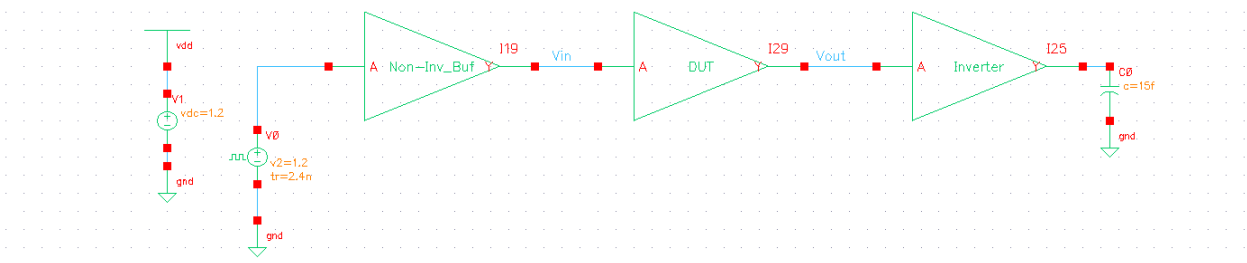 vdd
V1
vdc=1.2
gnd
V0
v2=1.2
tr=2.4n
gnd
A Non-Inv_Buf Y
I19
Vin
A DUT Y
I29
Vout
A Inverter Y
I25
C0
c=15f
gnd